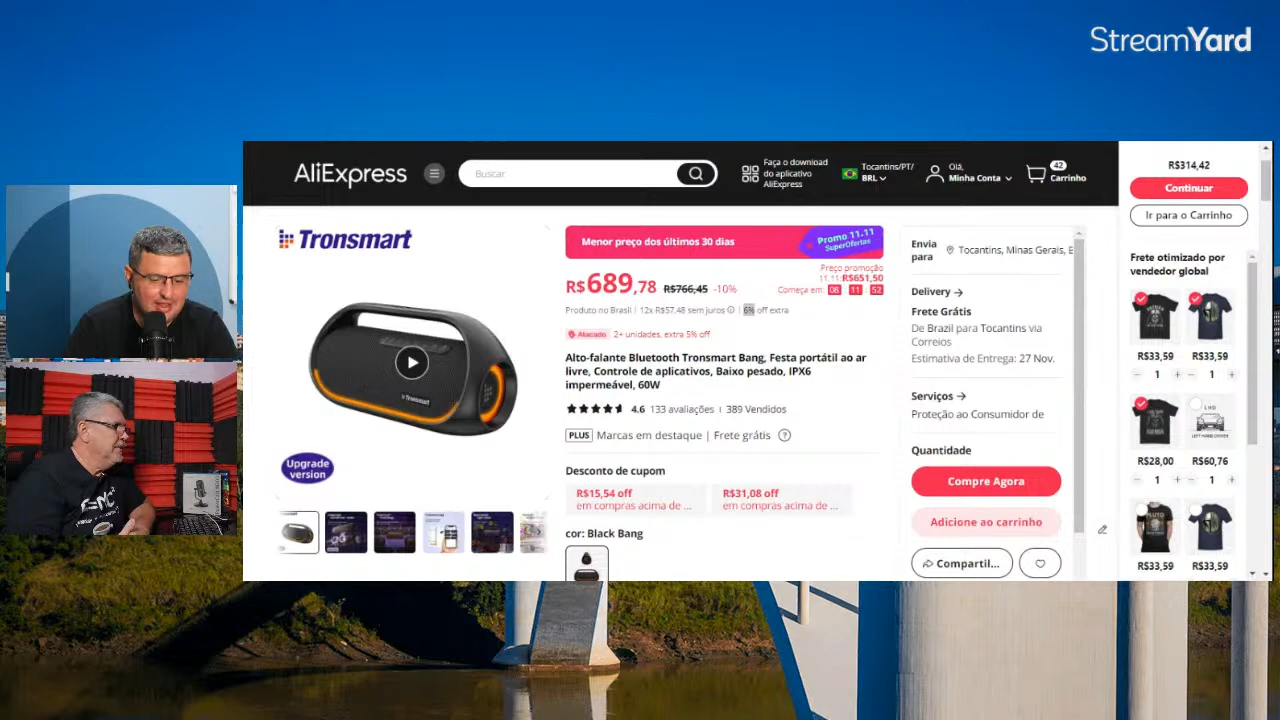 StreamYard
AliExpress
Buscar
Faça o download
do aplicativo
AliExpress
Tocantins/PT/
BRL
Olá,
Minha Conta
42
Carrinho
Tronsmart
Upgrade
version
Menor preço dos últimos 30 dias
Promo 11.11
SuperOfertas
R$689,78 R$766,45 -10%
Preço promoção
11.11:R$651,50
Começa em: 06 : 11 : 52
Produto no Brasil | 12x R$57,48 sem juros 6% off extra
Atacado 2+ unidades, extra 5% off
Alto-falante Bluetooth Tronsmart Bang, Festa portátil ao ar
livre, Controle de aplicativos, Baixo pesado, IPX6
impermeável, 60W
4.6 133 avaliações | 389 Vendidos
PLUS Marcas em destaque | Frete grátis ?
Desconto de cupom
R$15,54 off
em compras acima de ...
R$31,08 off
em compras acima de ...
cor: Black Bang
Envia
para
Tocantins, Minas Gerais, E
Delivery
Frete Grátis
De Brazil para Tocantins via
Correios
Estimativa de Entrega: 27 Nov.
Serviços
Proteção ao Consumidor de
Quantidade
Compre Agora
Adicione ao carrinho
Compartil...
R$314,42
Continuar
Ir para o Carrinho
Frete otimizado por
vendedor global
R$33,59 R$33,59
− 1 + − 1 +
LHD
R$28,00 R$60,76
− 1 + − 1 +
R$33,59 R$33,59